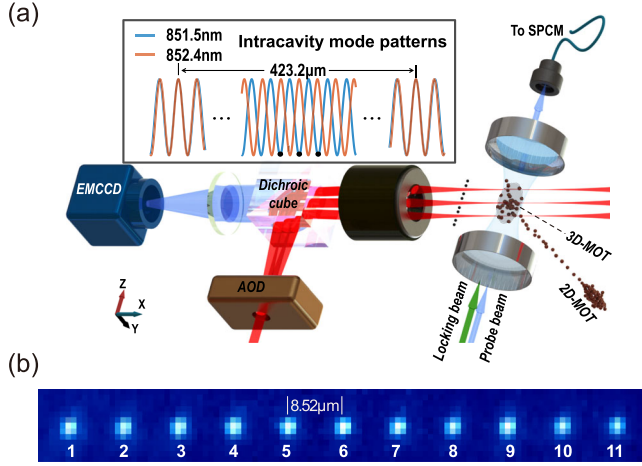 (a)
851.5nm
852.4nm
Intracavity mode patterns
423.2μm
... ...
To SPCM
EMCCD
Dichroic
cube
AOD
3D-MOT
2D-MOT
Locking beam
Probe beam
Z
X
Y
(b)
8.52μm
1 2 3 4 5 6 7 8 9 10 11